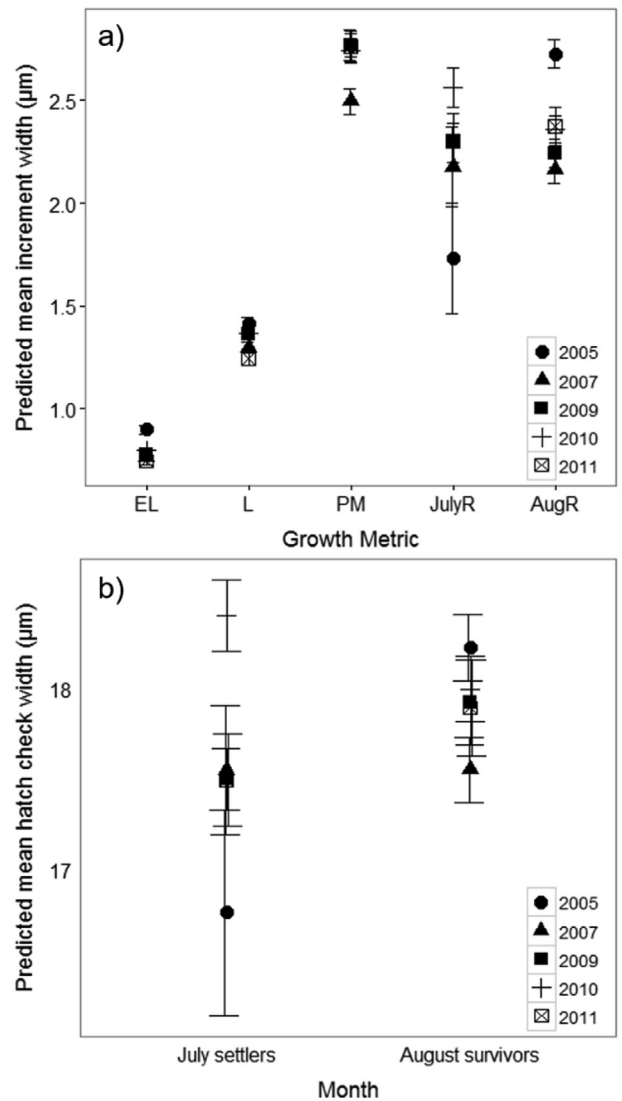 a)
Predicted mean increment width (µm)
2.5
2.0
1.5
1.0
2005
2007
2009
2010
2011
EL L PM JulyR AugR
Growth Metric
b)
Predicted mean hatch check width (µm)
18
17
2005
2007
2009
2010
2011
July settlers August survivors
Month